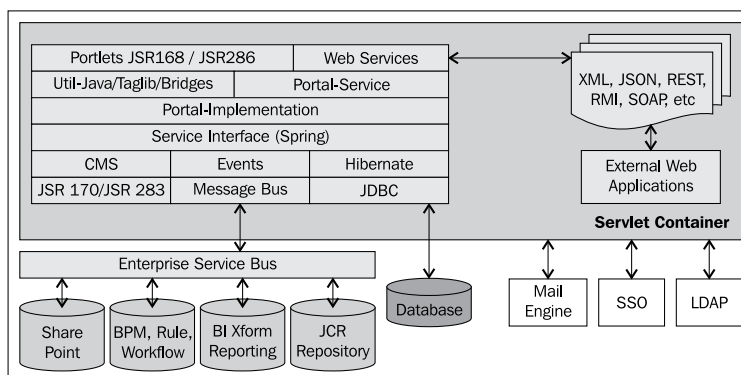 Portlets JSR168 / JSR286
Web Services
Util-Java/Taglib/Bridges
Portal-Service
Portal-Implementation
Service Interface (Spring)
CMS
Events
Hibernate
JSR 170/JSR 283
Message Bus
JDBC
XML, JSON, REST,
RMI, SOAP, etc
External Web
Applications
Servlet Container
Enterprise Service Bus
Share
Point
BPM, Rule,
Workflow
BI Xform
Reporting
JCR
Repository
Database
Mail
Engine
SSO
LDAP